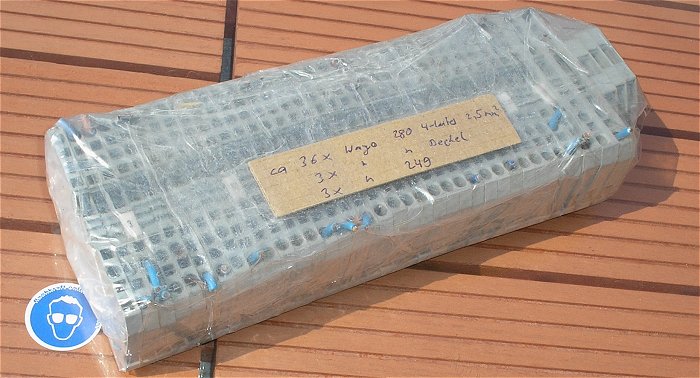 ca 36x Wago 280 4-Leiter 2,5mm²
3x " " Deckel
3x " 249